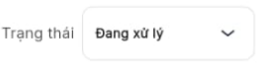 Trạng thái Đang xử lý